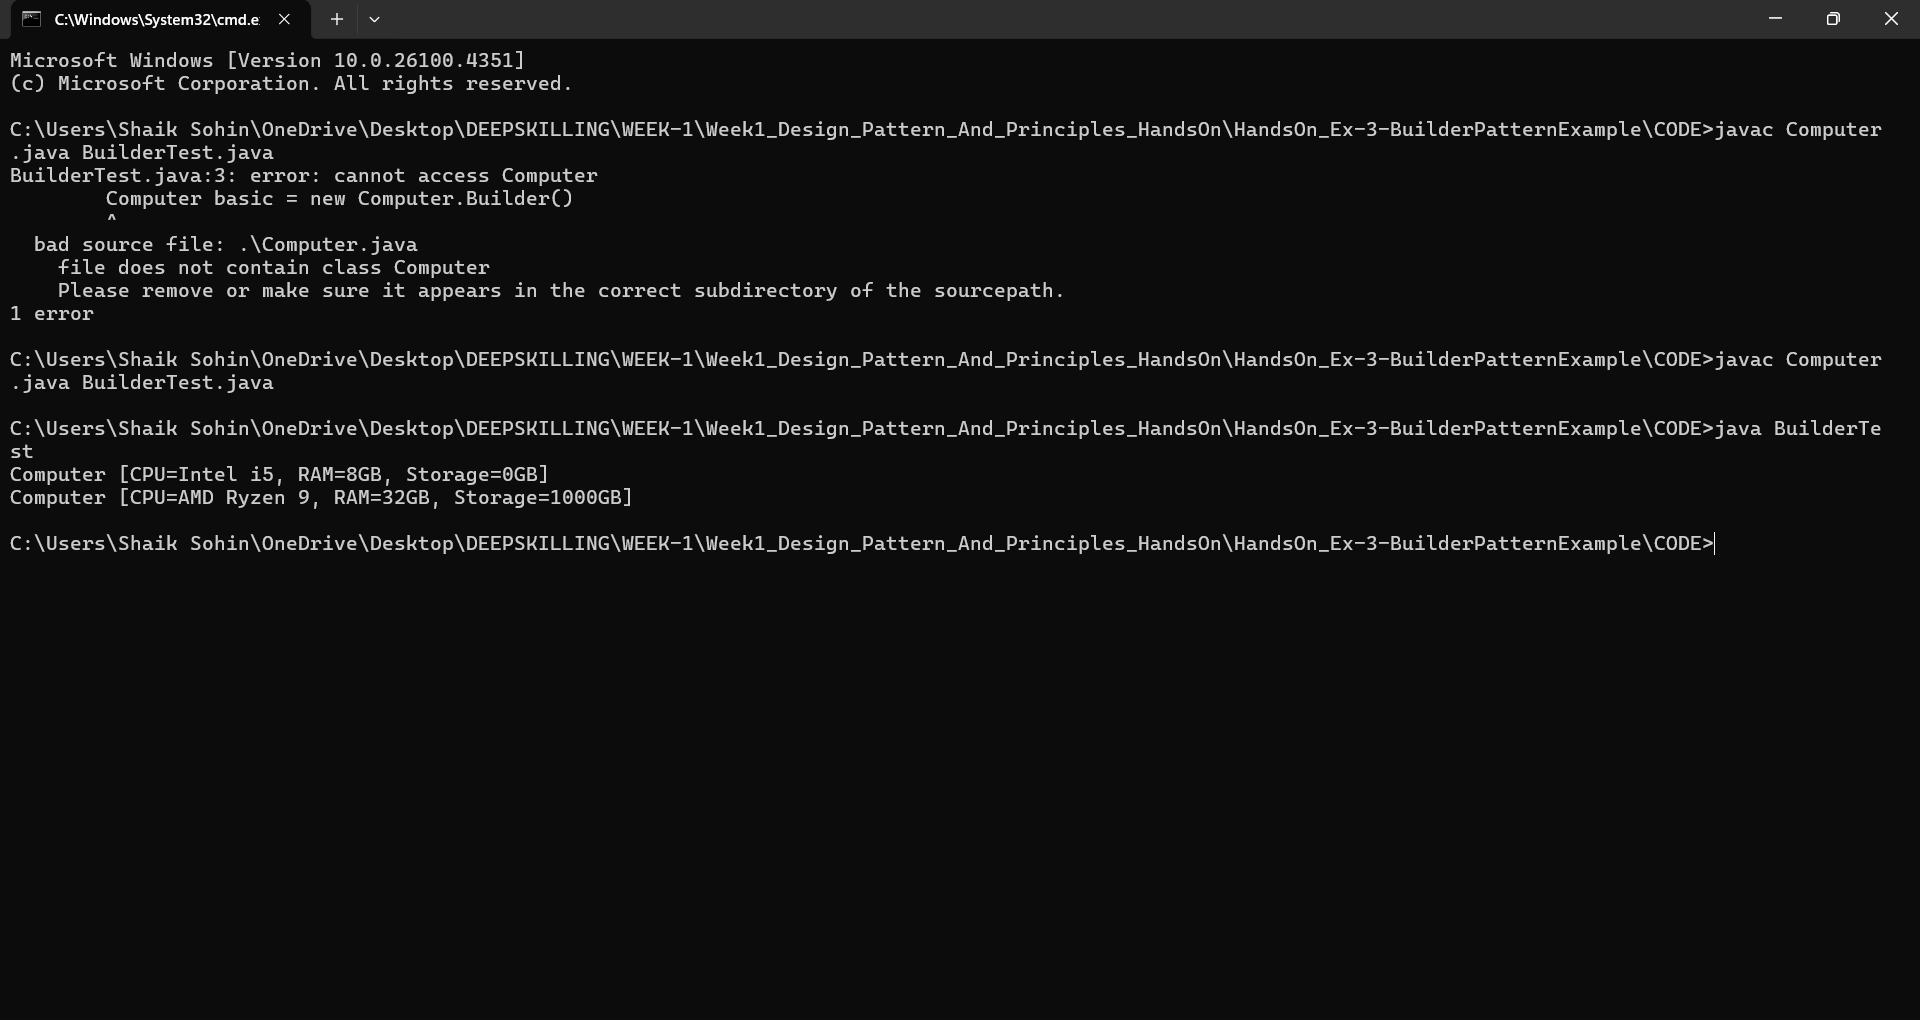 C:\Windows\System32\cmd.e
Microsoft Windows [Version 10.0.26100.4351]
(c) Microsoft Corporation. All rights reserved.
C:\Users\Shaik Sohin\OneDrive\Desktop\DEEPSKILLING\WEEK-1\Week1_Design_Pattern_And_Principles_HandsOn\HandsOn_Ex-3-BuilderPatternExample\CODE>javac Computer
.java BuilderTest.java
BuilderTest.java:3: error: cannot access Computer
        Computer basic = new Computer.Builder()
        ^
  bad source file: .\Computer.java
    file does not contain class Computer
    Please remove or make sure it appears in the correct subdirectory of the sourcepath.
1 error
C:\Users\Shaik Sohin\OneDrive\Desktop\DEEPSKILLING\WEEK-1\Week1_Design_Pattern_And_Principles_HandsOn\HandsOn_Ex-3-BuilderPatternExample\CODE>javac Computer
.java BuilderTest.java
C:\Users\Shaik Sohin\OneDrive\Desktop\DEEPSKILLING\WEEK-1\Week1_Design_Pattern_And_Principles_HandsOn\HandsOn_Ex-3-BuilderPatternExample\CODE>java BuilderTe
st
Computer [CPU=Intel i5, RAM=8GB, Storage=0GB]
Computer [CPU=AMD Ryzen 9, RAM=32GB, Storage=1000GB]
C:\Users\Shaik Sohin\OneDrive\Desktop\DEEPSKILLING\WEEK-1\Week1_Design_Pattern_And_Principles_HandsOn\HandsOn_Ex-3-BuilderPatternExample\CODE>